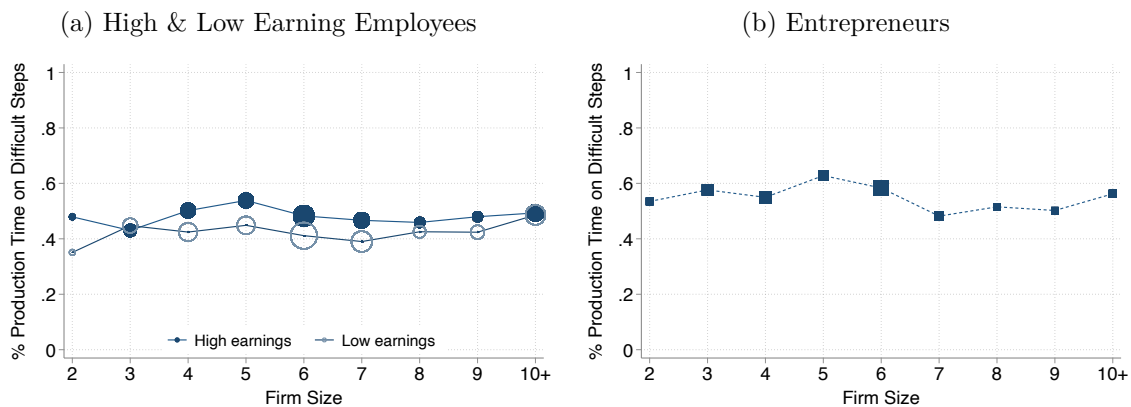 (a) High & Low Earning Employees
% Production Time on Difficult Steps
1
.8
.6
.4
.2
0
High earnings
Low earnings
2 3 4 5 6 7 8 9 10+
Firm Size
(b) Entrepreneurs
% Production Time on Difficult Steps
1
.8
.6
.4
.2
0
2 3 4 5 6 7 8 9 10+
Firm Size